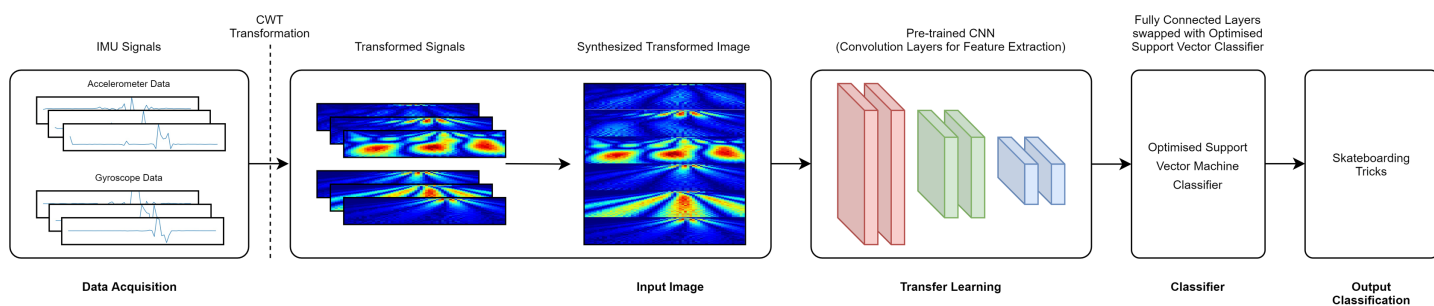 CWT
Transformation
IMU Signals
Accelerometer Data
Gyroscope Data
Data Acquisition
Transformed Signals
Synthesized Transformed Image
Input Image
Pre-trained CNN
(Convolution Layers for Feature Extraction)
Transfer Learning
Fully Connected Layers
swapped with Optimised
Support Vector Classifier
Optimised Support
Vector Machine
Classifier
Classifier
Skateboarding
Tricks
Output
Classification